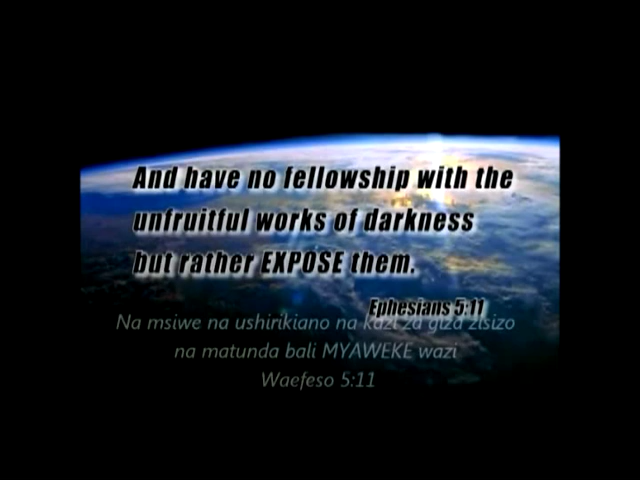 And have no fellowship with the
unfruitful works of darkness
but rather EXPOSE them.
Ephesians 5:11
Na msiwe na ushirikiano na kazi za giza zisizo
na matunda bali MYAWEKE wazi
Waefeso 5:11